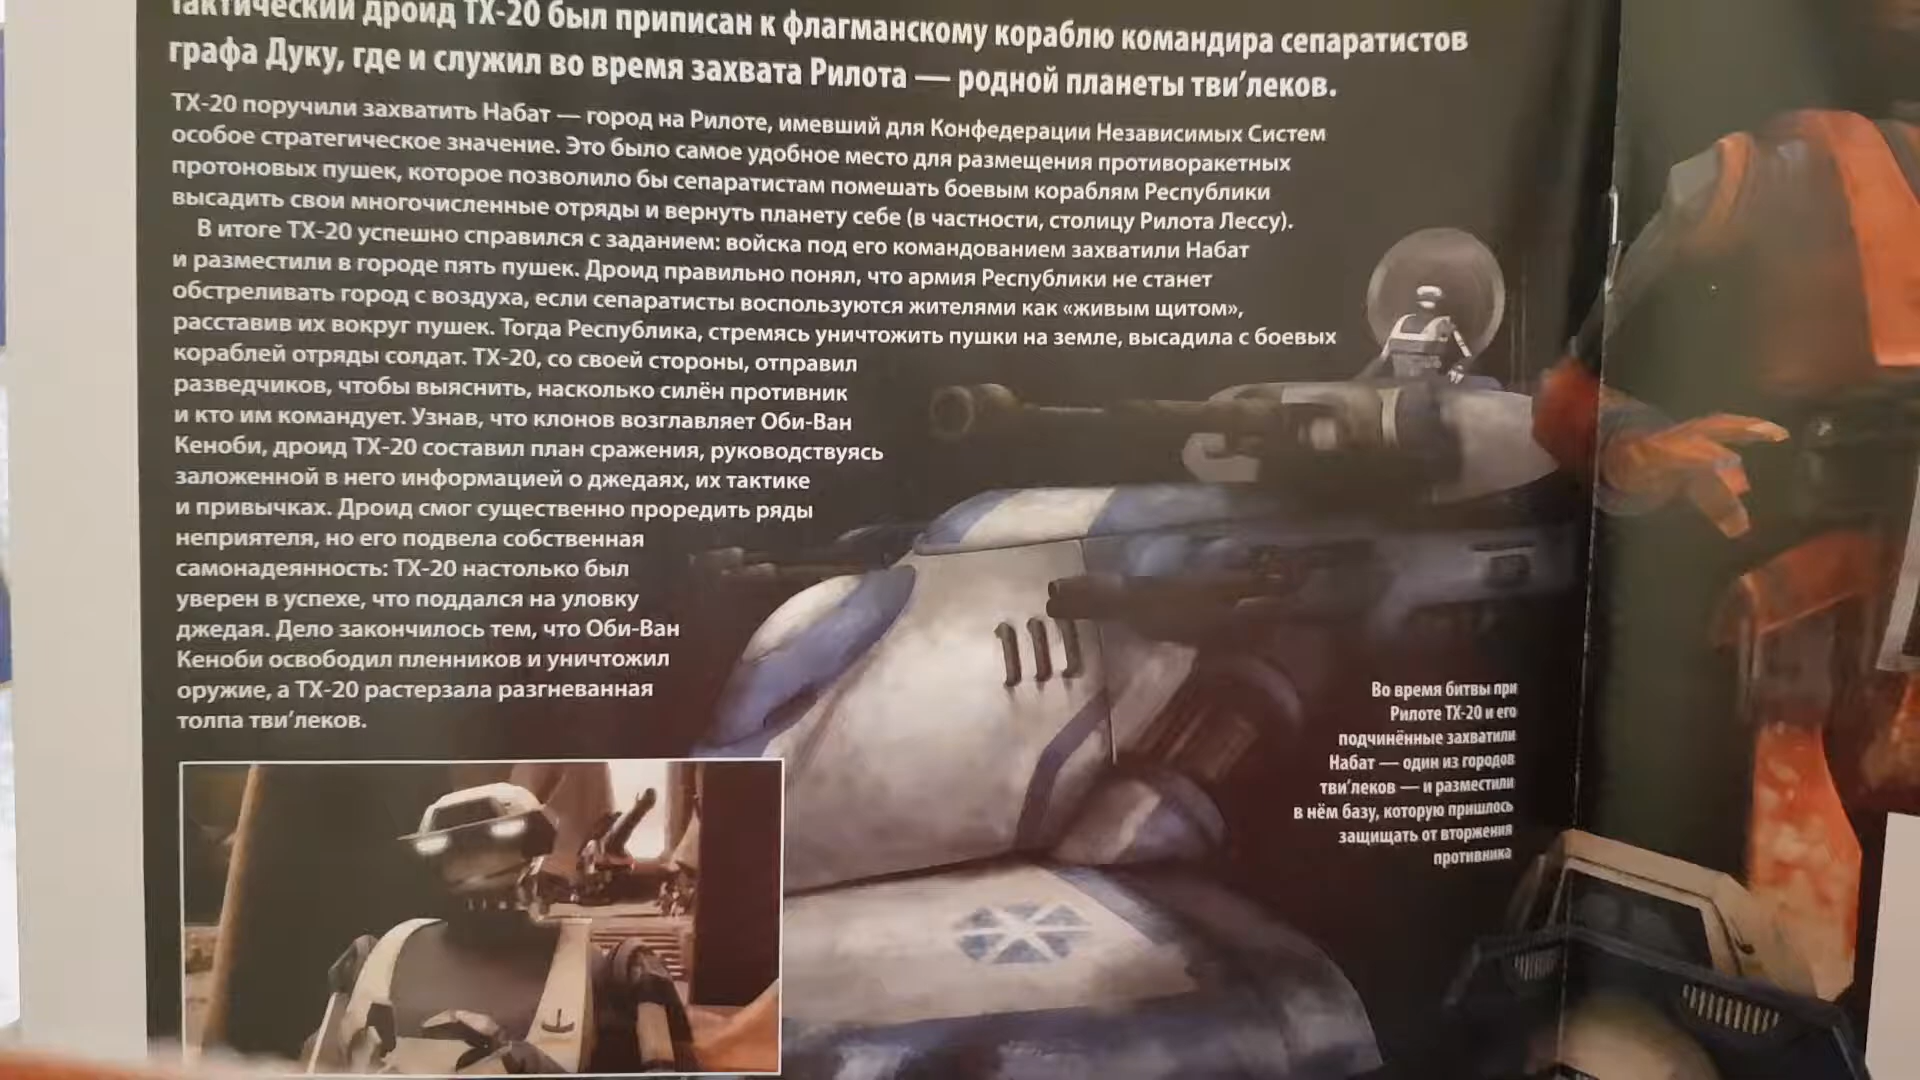 тактический дроид TX-20 был приписан к флагманскому кораблю командира сепаратистов
графа Дуку, где и служил во время захвата Рилота — родной планеты тви’леков.
TX-20 поручили захватить Набат — город на Рилоте, имевший для Конфедерации Независимых Систем
особое стратегическое значение. Это было самое удобное место для размещения противоракетных
протоновых пушек, которое позволило бы сепаратистам помешать боевым кораблям Республики
высадить свои многочисленные отряды и вернуть планету себе (в частности, столицу Рилота Лессу).
В итоге TX-20 успешно справился с заданием: войска под его командованием захватили Набат
и разместили в городе пять пушек. Дроид правильно понял, что армия Республики не станет
обстреливать город с воздуха, если сепаратисты воспользуются жителями как «живым щитом»,
расставив их вокруг пушек. Тогда Республика, стремясь уничтожить пушки на земле, высадила с боевых
кораблей отряды солдат. TX-20, со своей стороны, отправил
разведчиков, чтобы выяснить, насколько силён противник
и кто им командует. Узнав, что клонов возглавляет Оби-Ван
Кеноби, дроид TX-20 составил план сражения, руководствуясь
заложенной в него информацией о джедаях, их тактике
и привычках. Дроид смог существенно проредить ряды
неприятеля, но его подвела собственная
самонадеянность: TX-20 настолько был
уверен в успехе, что поддался на уловку
джедая. Дело закончилось тем, что Оби-Ван
Кеноби освободил пленников и уничтожил
оружие, а TX-20 растерзала разгневанная
толпа тви’леков.
Во время битвы при
Рилоте TX-20 и его
подчинённые захватили
Набат — один из городов
тви’леков — и разместили
в нём базу, которую пришлось
защищать от вторжения
противника